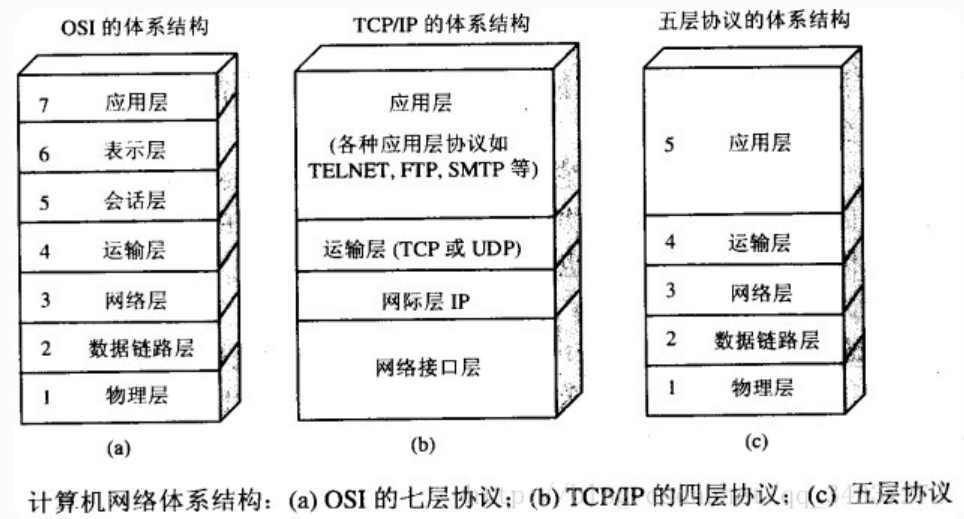 OSI 的体系结构
7 应用层
6 表示层
5 会话层
4 运输层
3 网络层
2 数据链路层
1 物理层
(a)
TCP/IP 的体系结构
应用层
(各种应用层协议如
TELNET, FTP, SMTP 等)
运输层 (TCP 或 UDP)
网际层 IP
网络接口层
(b)
五层协议的体系结构
5 应用层
4 运输层
3 网络层
2 数据链路层
1 物理层
(c)
计算机网络体系结构：(a) OSI 的七层协议；(b) TCP/IP 的四层协议；(c) 五层协议